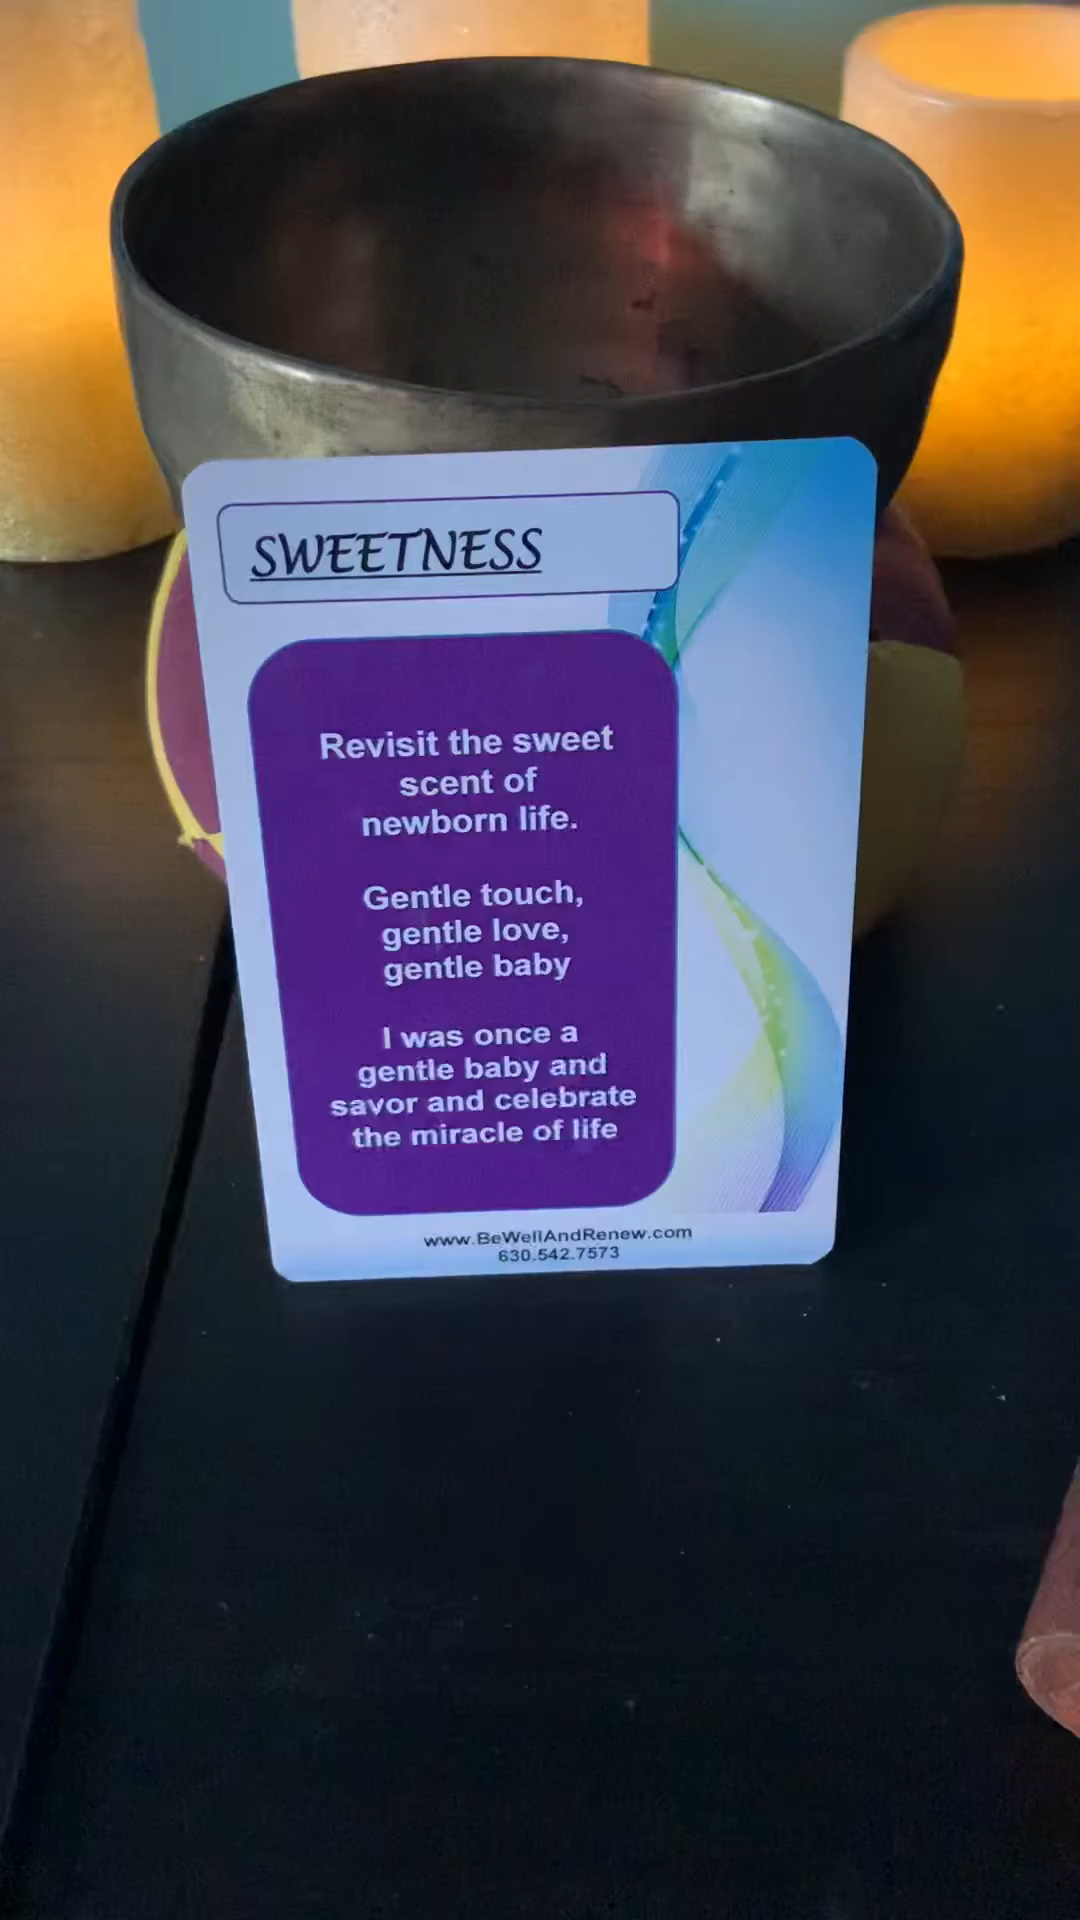 SWEETNESS
Revisit the sweet
scent of
newborn life.
Gentle touch,
gentle love,
gentle baby
I was once a
gentle baby and
savor and celebrate
the miracle of life
www.BeWellAndRenew.com
630.542.7573